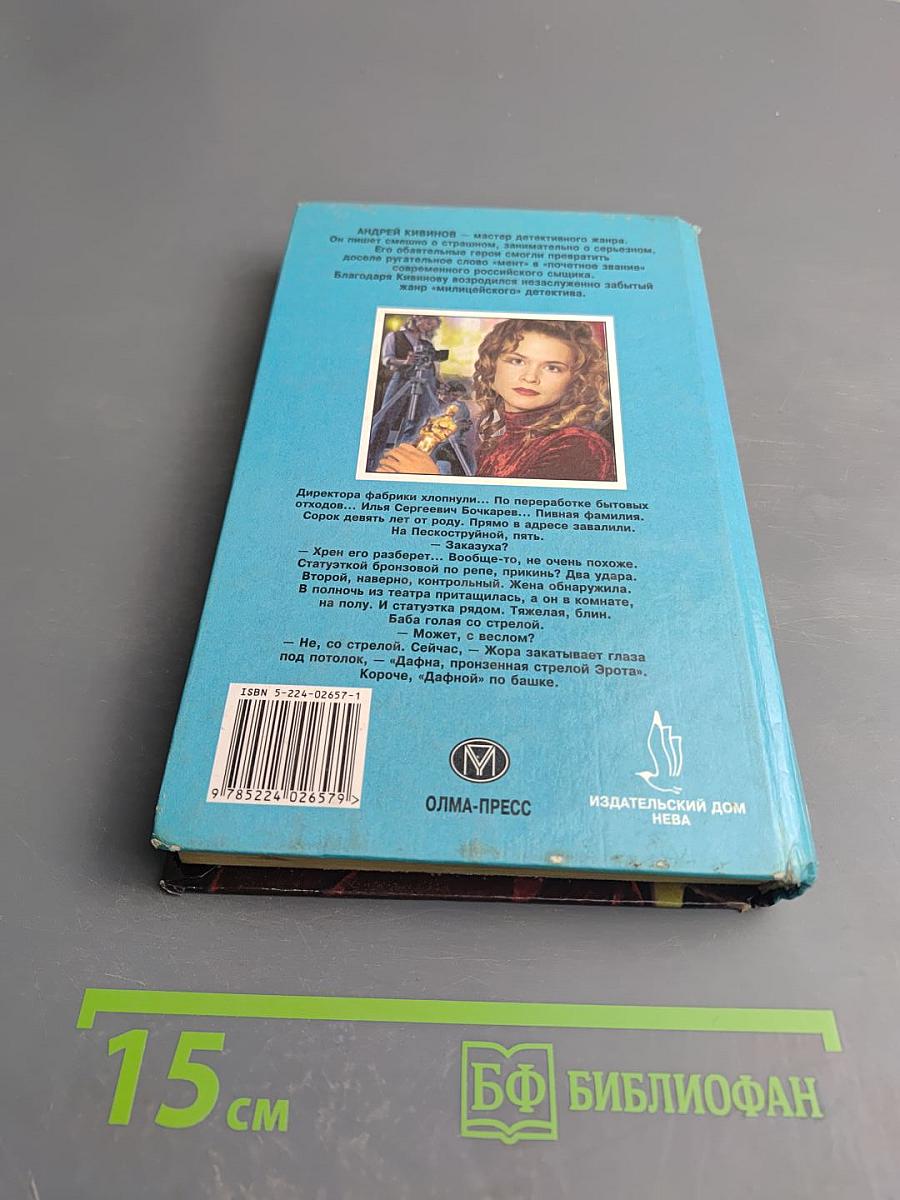 АНДРЕЙ КИВИНОВ — мастер детективного жанра.
Он пишет смешно о страшном, занимательно о серьезном.
Его обаятельные герои смогли превратить
доселе ругательное слово «мент» в «почетное звание»
современного российского сыщика.
Благодаря Кивинову возродился незаслуженно забытый
жанр «милицейского» детектива.
Директора фабрики хлопнули... По переработке бытовых
отходов... Илья Сергеевич Бочкарев... Пивная фамилия.
Сорок девять лет от роду. Прямо в адресе завалили.
На Пескоструйной, пять.
— Заказуха?
— Хрен его разберет... Вообще-то, не очень похоже.
Статуэткой бронзовой по репе, прикинь? Два удара.
Второй, наверно, контрольный. Жена обнаружила.
В полночь из театра притащилась, а он в комнате,
на полу. И статуэтка рядом. Тяжелая, блин.
Баба голая со стрелой.
— Может, с веслом?
— Не, со стрелой. Сейчас, — Жора закатывает глаза
под потолок, — «Дафна, пронзенная стрелой Эрота».
Короче, «Дафной» по башке.
ISBN 5-224-02657-1
9 785224 026579 >
ОЛМА-ПРЕСС
ИЗДАТЕЛЬСКИЙ ДОМ
НЕВА
15 см
БФ БИБЛИОФАН